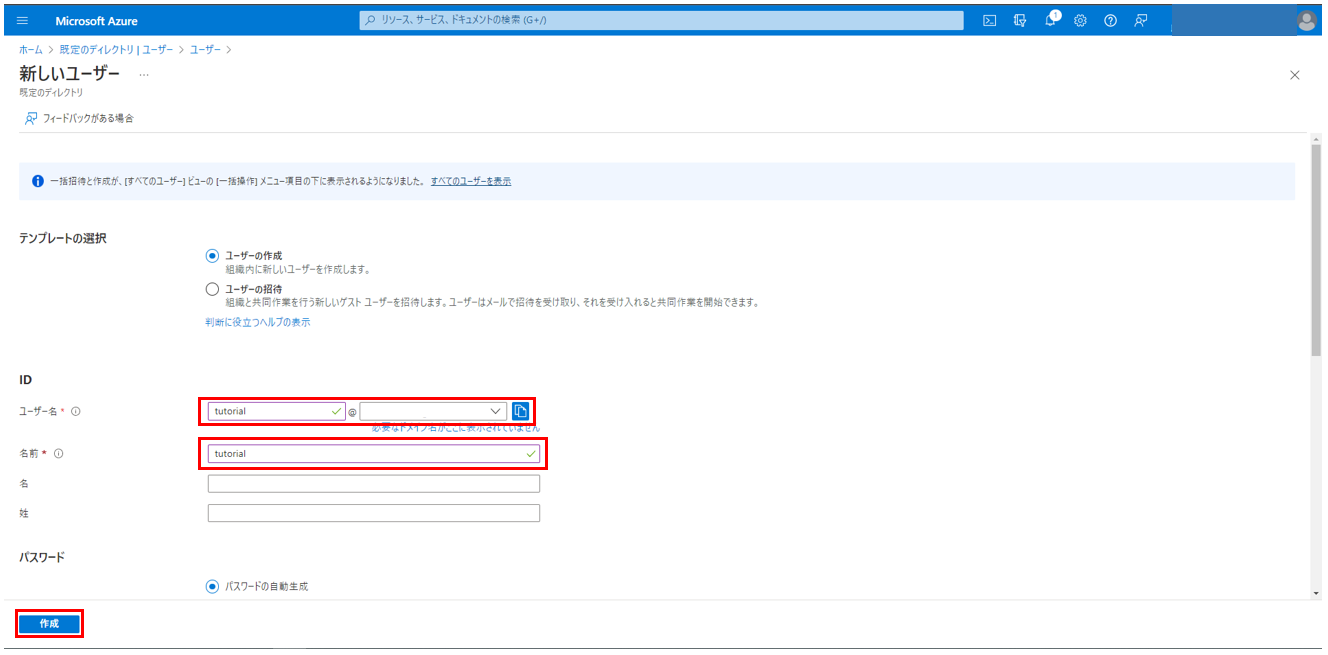 Microsoft Azure
リソース、サービス、ドキュメントの検索 (G+/)
1
ホーム > 既定のディレクトリ | ユーザー > ユーザー >
新しいユーザー ...
既定のディレクトリ
フィードバックがある場合
一括招待と作成が、[すべてのユーザー] ビューの [一括操作] メニュー項目の下に表示されるようになりました。 すべてのユーザーを表示
テンプレートの選択
ユーザーの作成
組織内に新しいユーザーを作成します。
ユーザーの招待
組織と共同作業を行う新しいゲスト ユーザーを招待します。ユーザーはメールで招待を受け取り、それを受け入れると共同作業を開始できます。
判断に役立つヘルプの表示
ID
ユーザー名 * tutorial @
必要なドメイン名がここに表示されていません
名前 * tutorial
名
姓
パスワード
パスワードの自動生成
作成